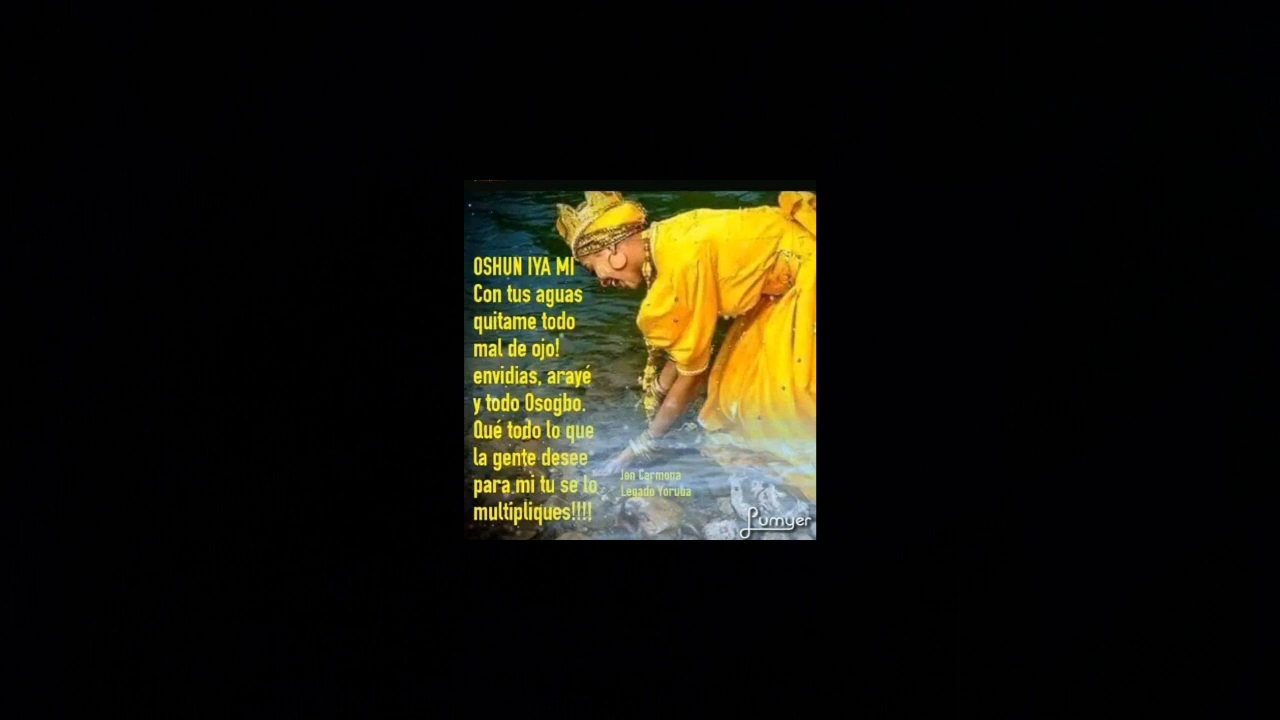 OSHUN IYA MI
Con tus aguas
quitame todo
mal de ojo!
envidias, arayé
y todo Osogbo.
Qué todo lo que
la gente desee
para mi tu se lo
multipliques!!!!
Jen Carmona
Legado Yoruba
Lumyer